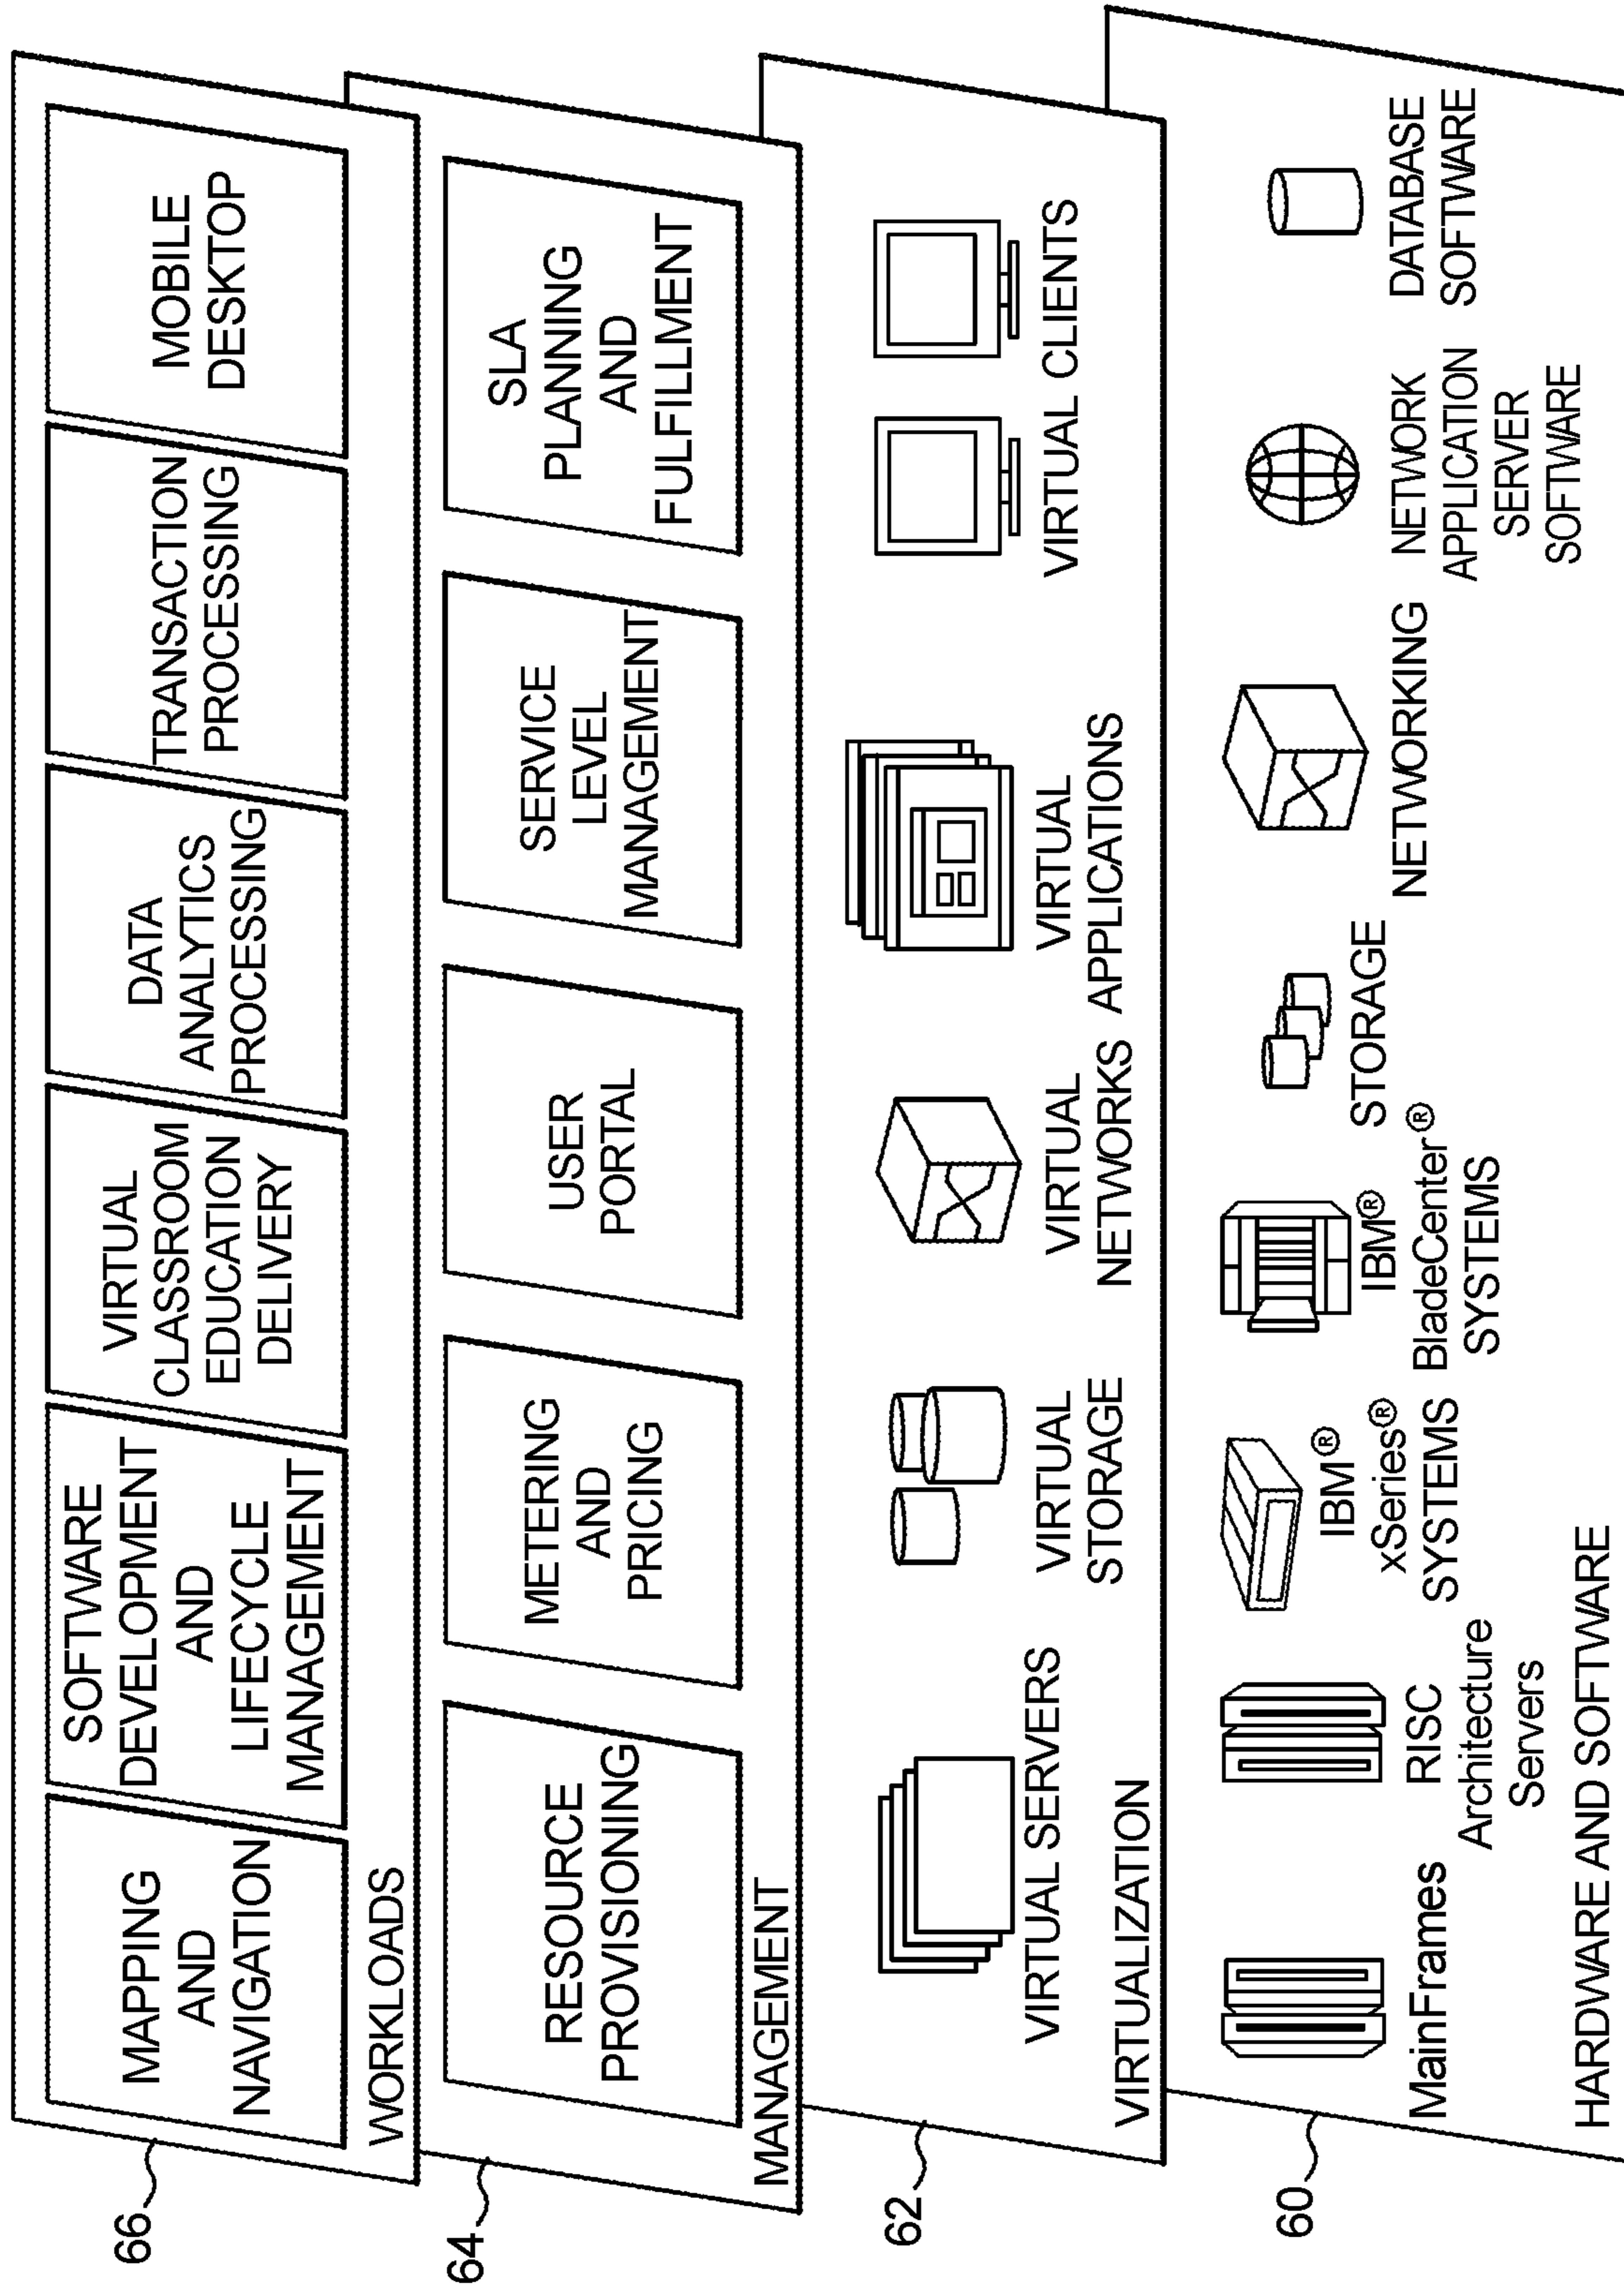 66
MAPPING
AND
NAVIGATION
SOFTWARE
DEVELOPMENT
AND
LIFECYCLE
MANAGEMENT
VIRTUAL
CLASSROOM
EDUCATION
DELIVERY
DATA
ANALYTICS
PROCESSING
TRANSACTION
PROCESSING
MOBILE
DESKTOP
WORKLOADS
64
RESOURCE
PROVISIONING
METERING
AND
PRICING
USER
PORTAL
SERVICE
LEVEL
MANAGEMENT
SLA
PLANNING
AND
FULFILLMENT
MANAGEMENT
62
VIRTUAL SERVERS
VIRTUAL
STORAGE
VIRTUAL
NETWORKS
VIRTUAL
APPLICATIONS
VIRTUAL CLIENTS
VIRTUALIZATION
60
MainFrames
RISC
Architecture
Servers
IBM®
xSeries®
SYSTEMS
IBM®
BladeCenter®
SYSTEMS
STORAGE
NETWORKING
NETWORK
APPLICATION
SERVER
SOFTWARE
DATABASE
SOFTWARE
HARDWARE AND SOFTWARE